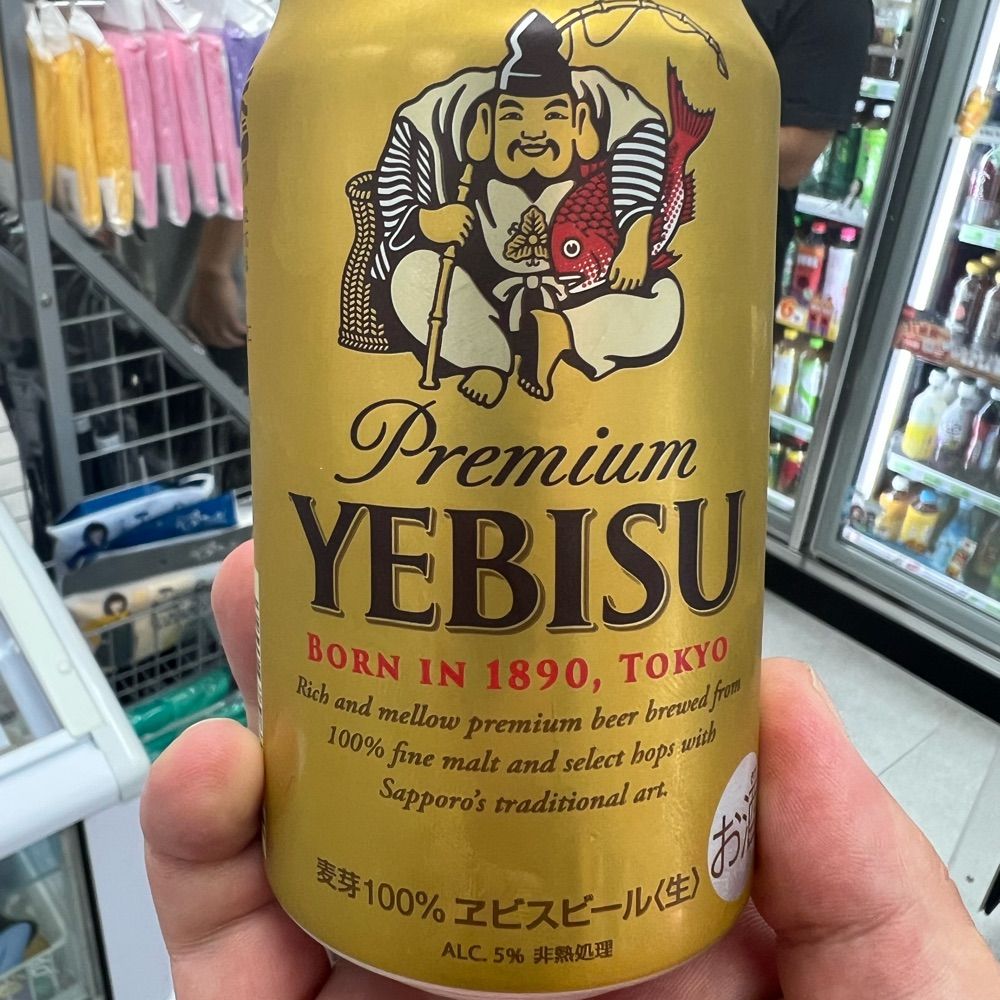 Premium
YEBISU
BORN IN 1890, TOKYO
Rich and mellow premium beer brewed from
100% fine malt and select hops with
Sapporo's traditional art.
お酒
麦芽100% ヱビスビール〈生〉
ALC. 5% 非熱処理